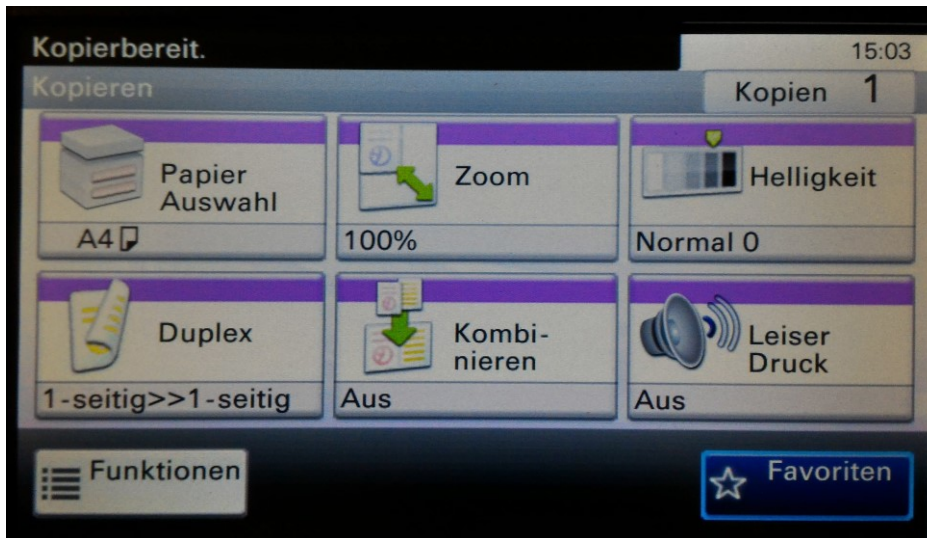 Kopierbereit.
15:03
Kopieren
Kopien 1
Papier
Auswahl
A4
Zoom
100%
Helligkeit
Normal 0
Duplex
1-seitig>>1-seitig
Kombi-
nieren
Aus
Leiser
Druck
Aus
Funktionen
Favoriten